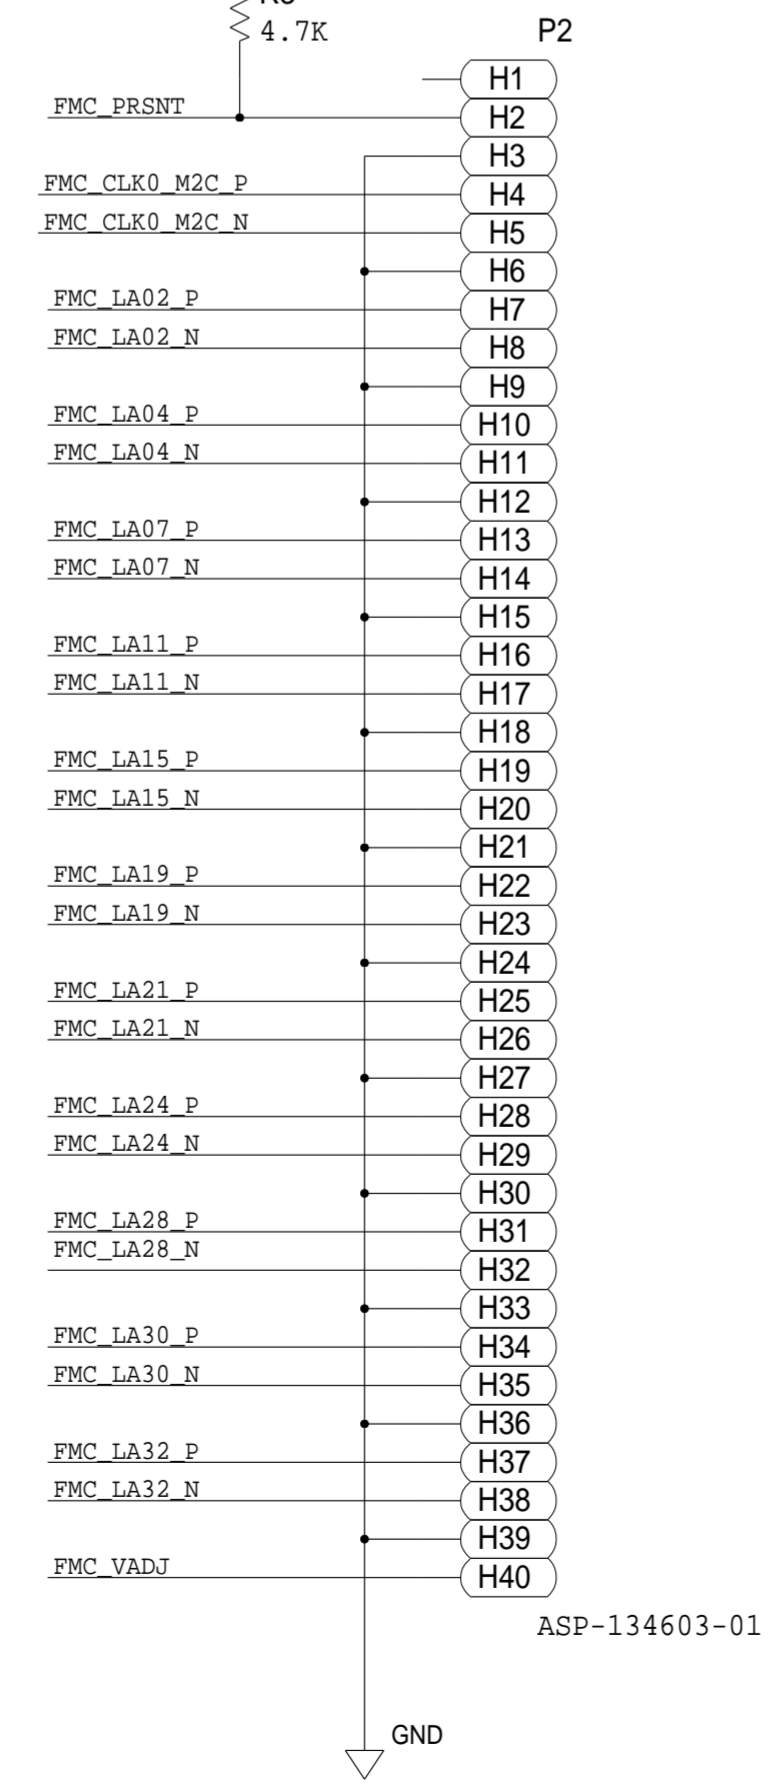 4.7K
P2
H1
FMC_PRSNT H2
H3
FMC_CLK0_M2C_P H4
FMC_CLK0_M2C_N H5
H6
FMC_LA02_P H7
FMC_LA02_N H8
H9
FMC_LA04_P H10
FMC_LA04_N H11
H12
FMC_LA07_P H13
FMC_LA07_N H14
H15
FMC_LA11_P H16
FMC_LA11_N H17
H18
FMC_LA15_P H19
FMC_LA15_N H20
H21
FMC_LA19_P H22
FMC_LA19_N H23
H24
FMC_LA21_P H25
FMC_LA21_N H26
H27
FMC_LA24_P H28
FMC_LA24_N H29
H30
FMC_LA28_P H31
FMC_LA28_N H32
H33
FMC_LA30_P H34
FMC_LA30_N H35
H36
FMC_LA32_P H37
FMC_LA32_N H38
H39
FMC_VADJ H40
ASP-134603-01
GND